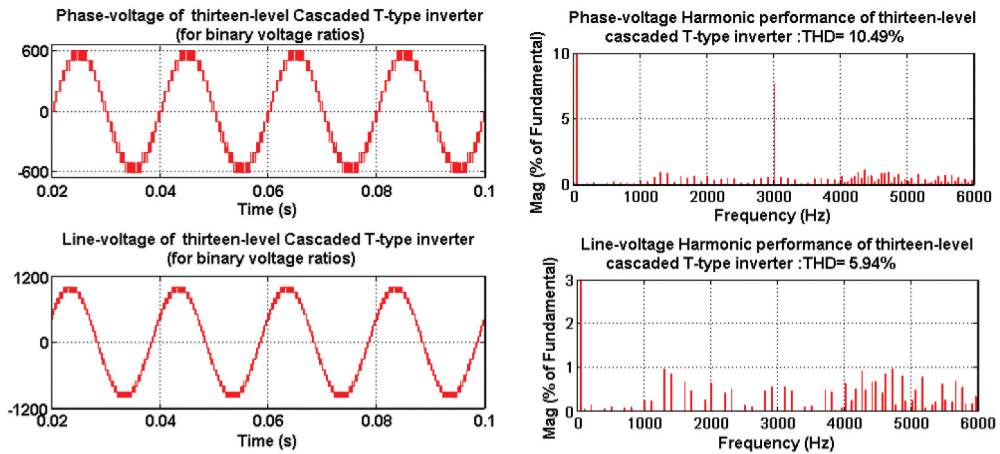 Phase-voltage of thirteen-level Cascaded T-type inverter
(for binary voltage ratios)
600
0
-600
0.02
0.04
0.06
0.08
0.1
Time (s)
Phase-voltage Harmonic performance of thirteen-level
cascaded T-type inverter :THD= 10.49%
Mag (% of Fundamental)
10
5
0
0
1000
2000
3000
4000
5000
6000
Frequency (Hz)
Line-voltage of thirteen-level Cascaded T-type inverter
(for binary voltage ratios)
1200
0
-1200
0.02
0.04
0.06
0.08
0.1
Time (s)
Line-voltage Harmonic performance of thirteen-level
cascaded T-type inverter :THD= 5.94%
Mag (% of Fundamental)
3
2
1
0
0
1000
2000
3000
4000
5000
6000
Frequency (Hz)